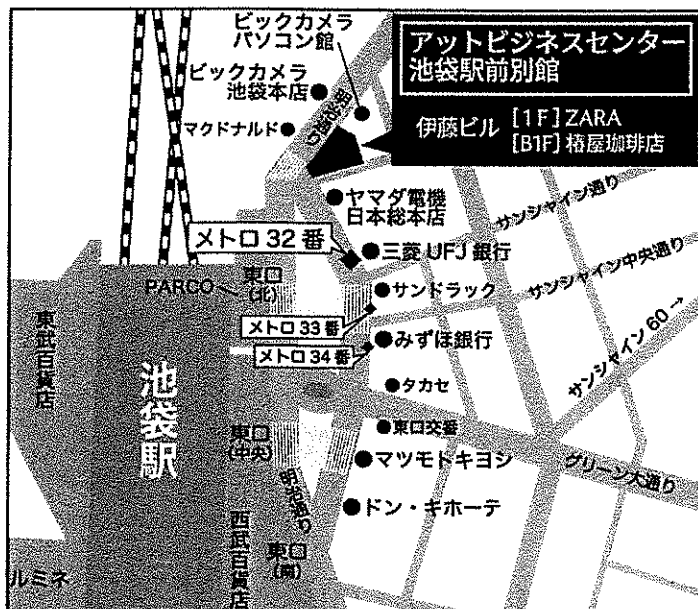 ビックカメラ
パソコン館
アットビジネスセンター
池袋駅前別館
伊藤ビル [1F] ZARA
[B1F] 椿屋珈琲店
ビックカメラ
池袋本店
マクドナルド
明治通り
ヤマダ電機
日本総本店
サンシャイン通り
メトロ 32 番
三菱 UFJ 銀行
サンシャイン中央通り
PARCO
東口
(北)
サンドラック
メトロ 33 番
サンシャイン 60 →
みずほ銀行
メトロ 34 番
東武百貨店
池袋駅
タカセ
東口
(中央)
東口交番
マツモトキヨシ
グリーン大通り
明治通り
ドン・キホーテ
西武百貨店
東口
(南)
ルミネ